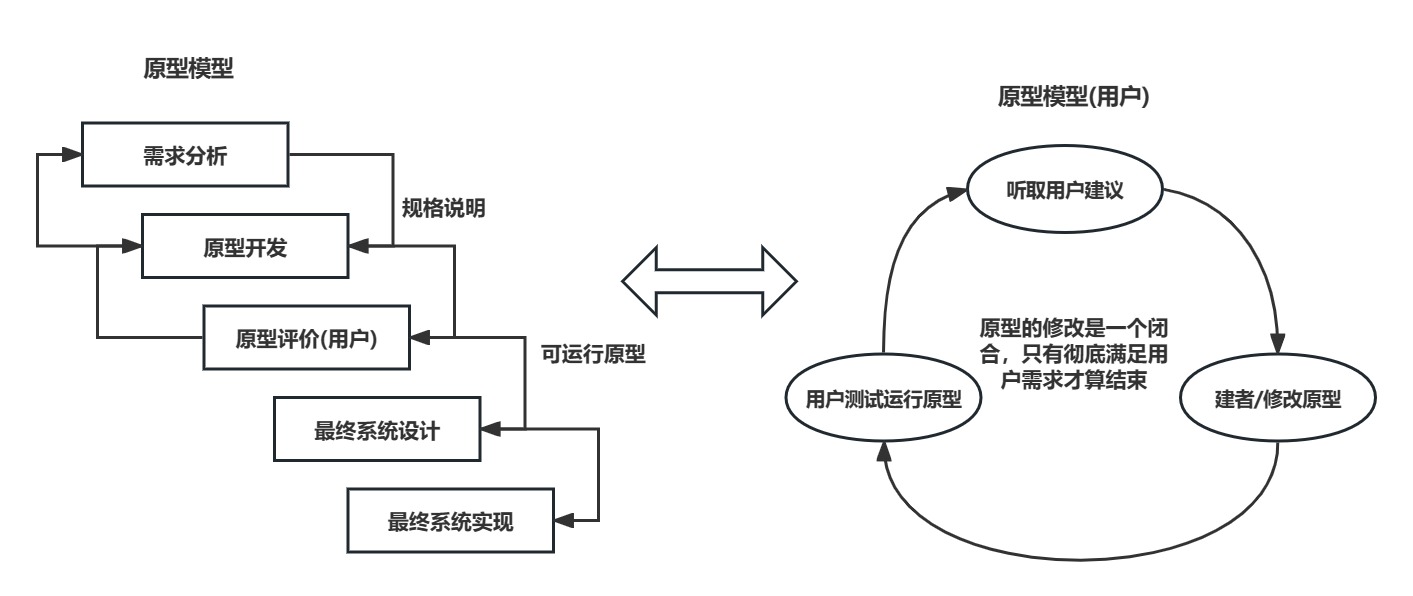 原型模型
需求分析
规格说明
原型开发
原型评价(用户)
可运行原型
最终系统设计
最终系统实现
原型模型(用户)
听取用户建议
原型的修改是一个闭
合，只有彻底满足用
户需求才算结束
用户测试运行原型
建者/修改原型